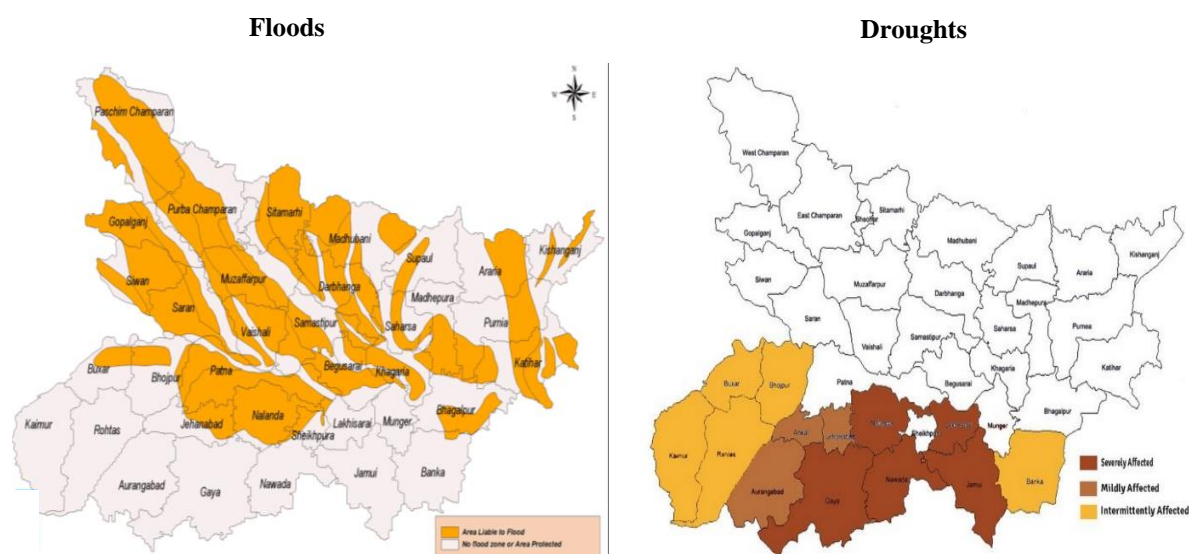 Floods
N
W E
S
Paschim Champaran
Gopalganj
Purba Champaran
Sitamarhi
Siwan
Muzaffarpur
Madhubani
Supaul
Araria
Kishanganj
Saran
Darbhanga
Madhepura
Vaishali
Samastipur
Saharsa
Purnia
Buxar
Bhojpur
Patna
Begusarai
Khagaria
Katihar
Kaimur
Rohtas
Jehanabad
Nalanda
Sheikhpura
Lakhisarai
Munger
Bhagalpur
Aurangabad
Gaya
Nawada
Jamui
Banka
Area Liable to Flood
No flood zone or Area Protected
Droughts
West Champaran
East Champaran
Sitamarhi
Gopalganj
Madhubani
Kishanganj
Siwan
Supaul
Araria
Muzaffarpur
Darbhanga
Madhepura
Saran
Saharsa
Purnea
Vaishali
Samastipur
Buxar
Bhojpur
Patna
Begusarai
Khagaria
Katihar
Bhagalpur
Arwal
Munger
Kaimur
Aurangabad
Gaya
Nawada
Jamui
Banka
Severely Affected
Mildly Affected
Intermittently Affected